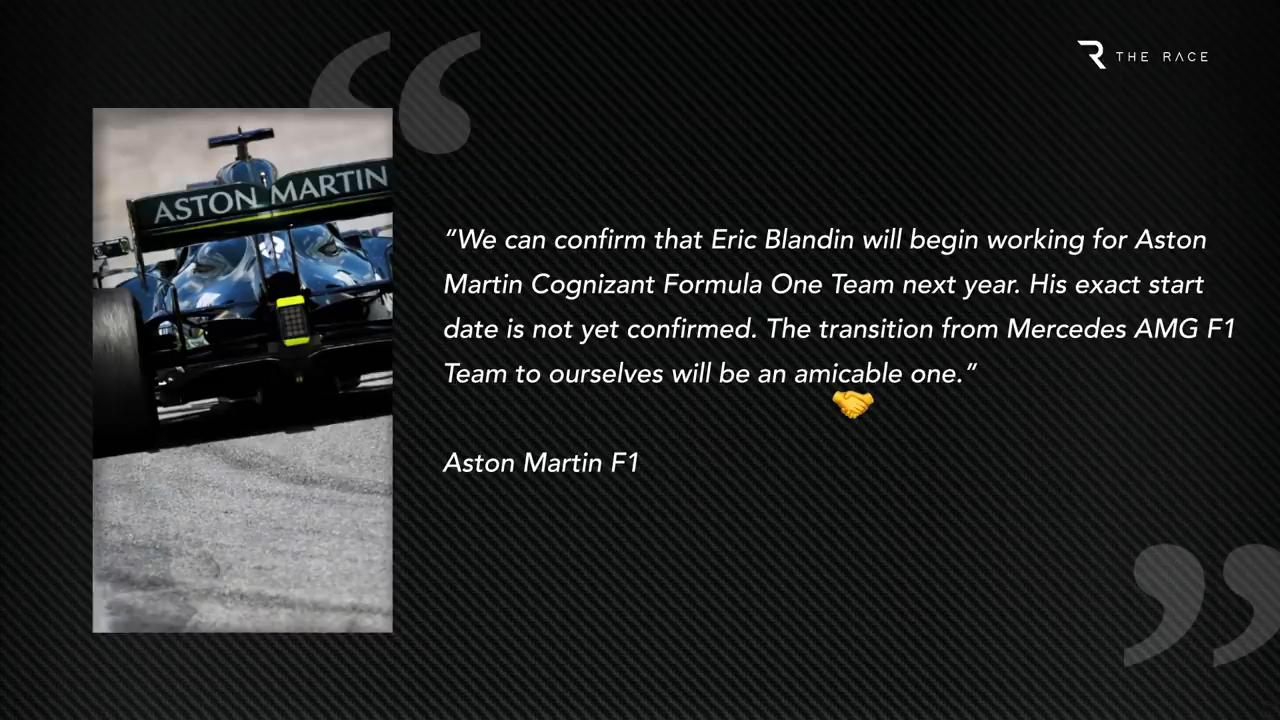 THE RACE
ASTON MARTIN
“We can confirm that Eric Blandin will begin working for Aston
Martin Cognizant Formula One Team next year. His exact start
date is not yet confirmed. The transition from Mercedes AMG F1
Team to ourselves will be an amicable one.”
Aston Martin F1